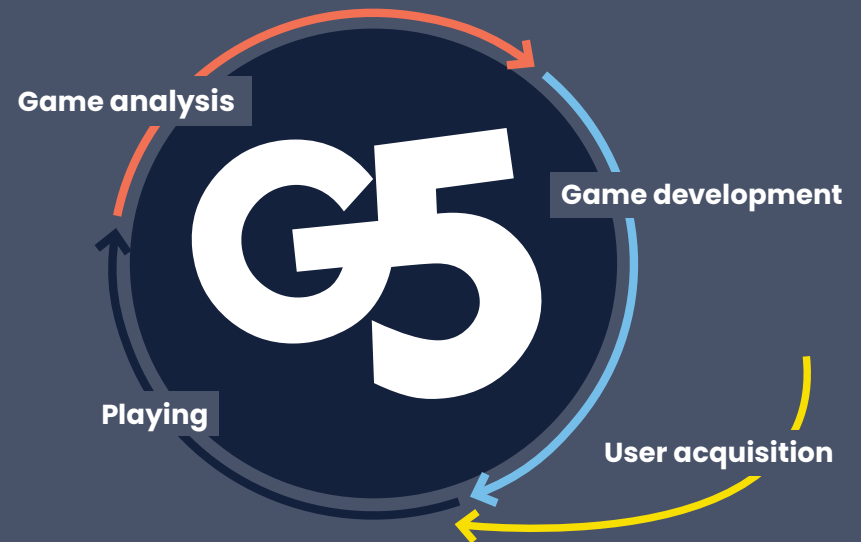 Game analysis
G5
Game development
Playing
User acquisition